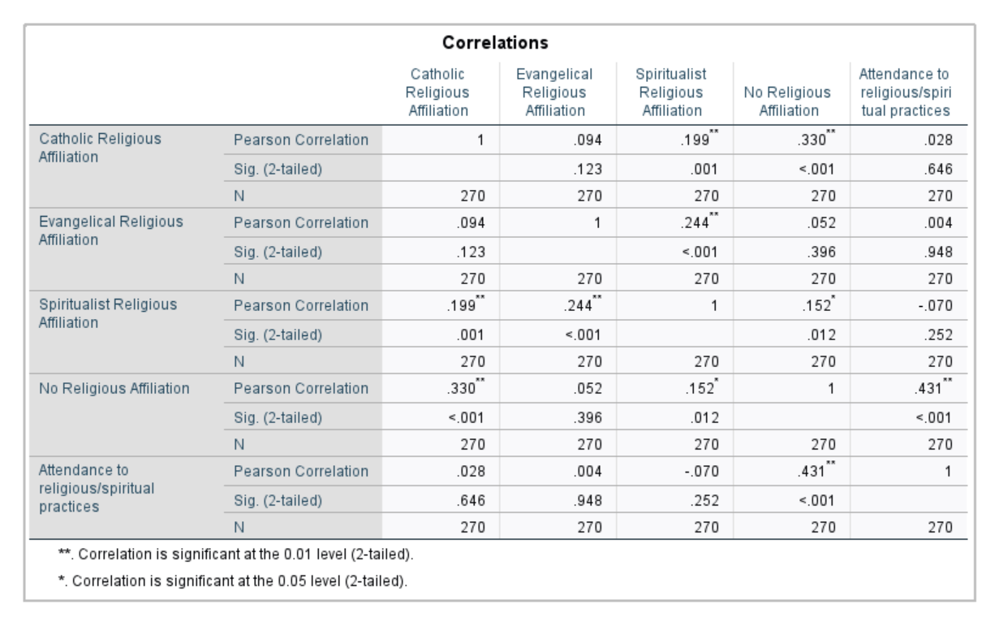 Correlations
Catholic Religious Affiliation Evangelical Religious Affiliation Spiritualist Religious Affiliation No Religious Affiliation Attendance to religious/spiri tual practices
Catholic Religious Affiliation Pearson Correlation 1 .094 .199** .330** .028
Sig. (2-tailed) .123 .001 <.001 .646
N 270 270 270 270 270
Evangelical Religious Affiliation Pearson Correlation .094 1 .244** .052 .004
Sig. (2-tailed) .123 <.001 .396 .948
N 270 270 270 270 270
Spiritualist Religious Affiliation Pearson Correlation .199** .244** 1 .152* -.070
Sig. (2-tailed) .001 <.001 .012 .252
N 270 270 270 270 270
No Religious Affiliation Pearson Correlation .330** .052 .152* 1 .431**
Sig. (2-tailed) <.001 .396 .012 <.001
N 270 270 270 270 270
Attendance to religious/spiritual practices Pearson Correlation .028 .004 -.070 .431** 1
Sig. (2-tailed) .646 .948 .252 <.001
N 270 270 270 270 270
**. Correlation is significant at the 0.01 level (2-tailed).
*. Correlation is significant at the 0.05 level (2-tailed).